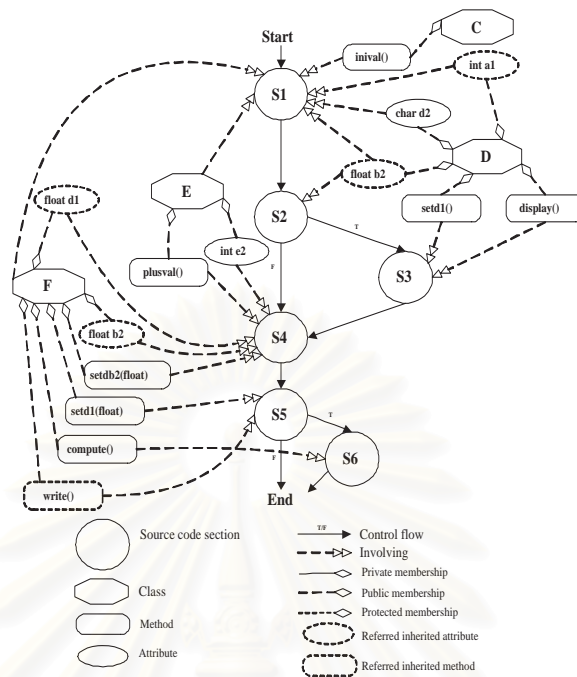 Start
C
inival()
int a1
S1
char d2
D
float b2
E
float d1
S2
T
setd1()
display()
int e2
plusval()
F
F
S3
float b2
S4
setdb2(float)
setd1(float)
S5
T
compute()
F
S6
write()
End
Source code section
T/F
Control flow
Involving
Class
Private membership
Public membership
Method
Protected membership
Attribute
Referred inherited attribute
Referred inherited method